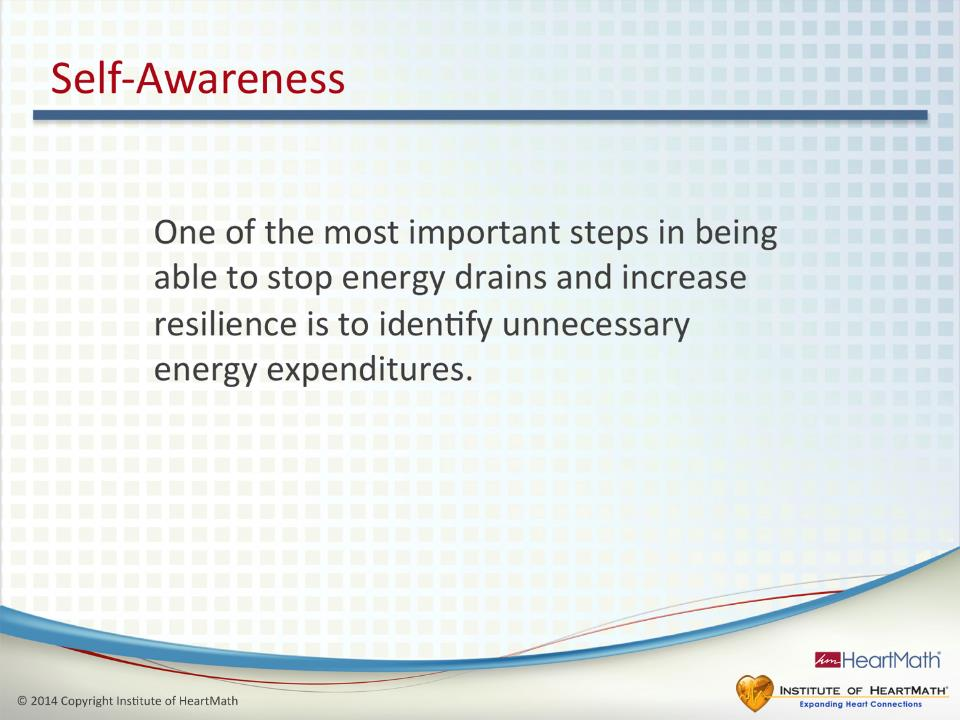 Self-Awareness
One of the most important steps in being
able to stop energy drains and increase
resilience is to identify unnecessary
energy expenditures.
hm HeartMath®
© 2014 Copyright Institute of HeartMath
INSTITUTE OF HEARTMATH®
Expanding Heart Connections